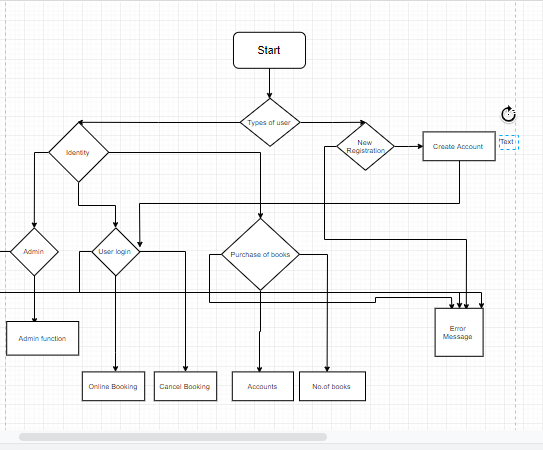 Start
Types of user
Text
Identity
New
Registration
Create Account
Admin
User login
Purchase of books
Admin function
Error
Message
Online Booking
Cancel Booking
Accounts
No.of books